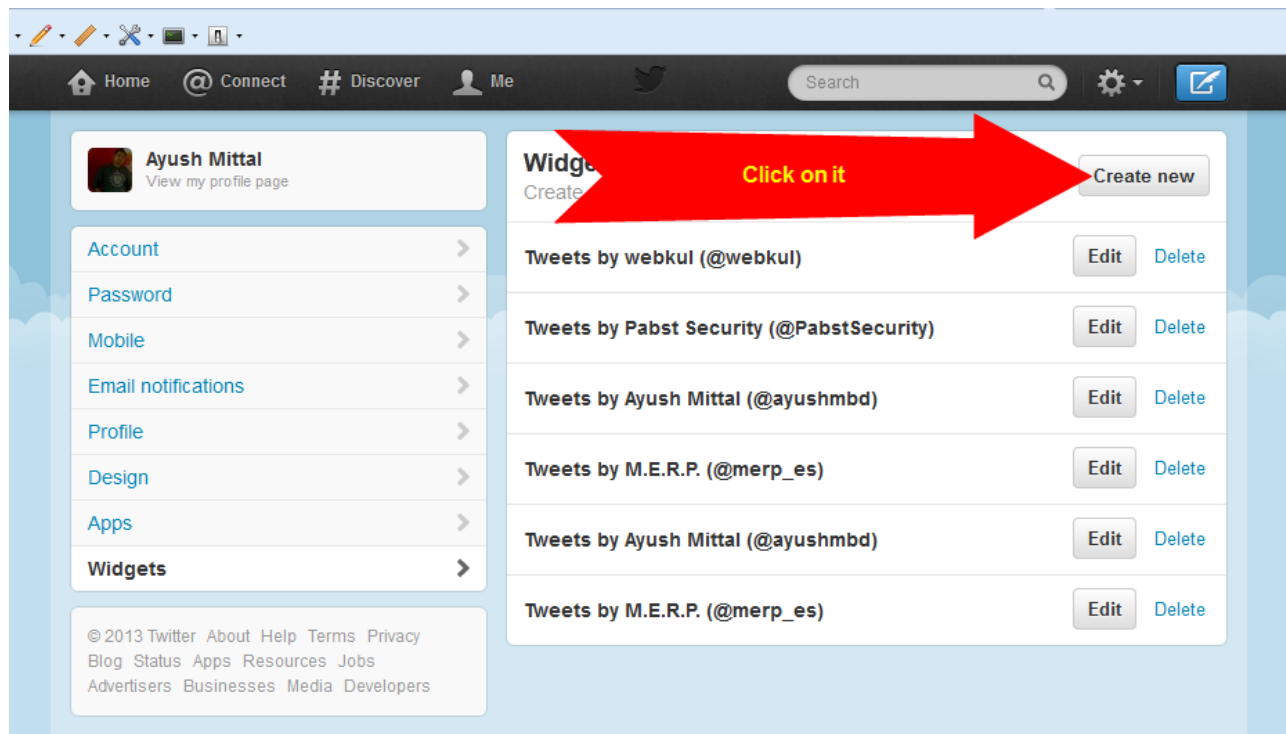 Home @ Connect # Discover Me Search
Ayush Mittal
View my profile page
Account
Password
Mobile
Email notifications
Profile
Design
Apps
Widgets
© 2013 Twitter About Help Terms Privacy
Blog Status Apps Resources Jobs
Advertisers Businesses Media Developers
Create
Click on it
Create new
Tweets by webkul (@webkul) Edit Delete
Tweets by Pabst Security (@PabstSecurity) Edit Delete
Tweets by Ayush Mittal (@ayushmbd) Edit Delete
Tweets by M.E.R.P. (@merp_es) Edit Delete
Tweets by Ayush Mittal (@ayushmbd) Edit Delete
Tweets by M.E.R.P. (@merp_es) Edit Delete